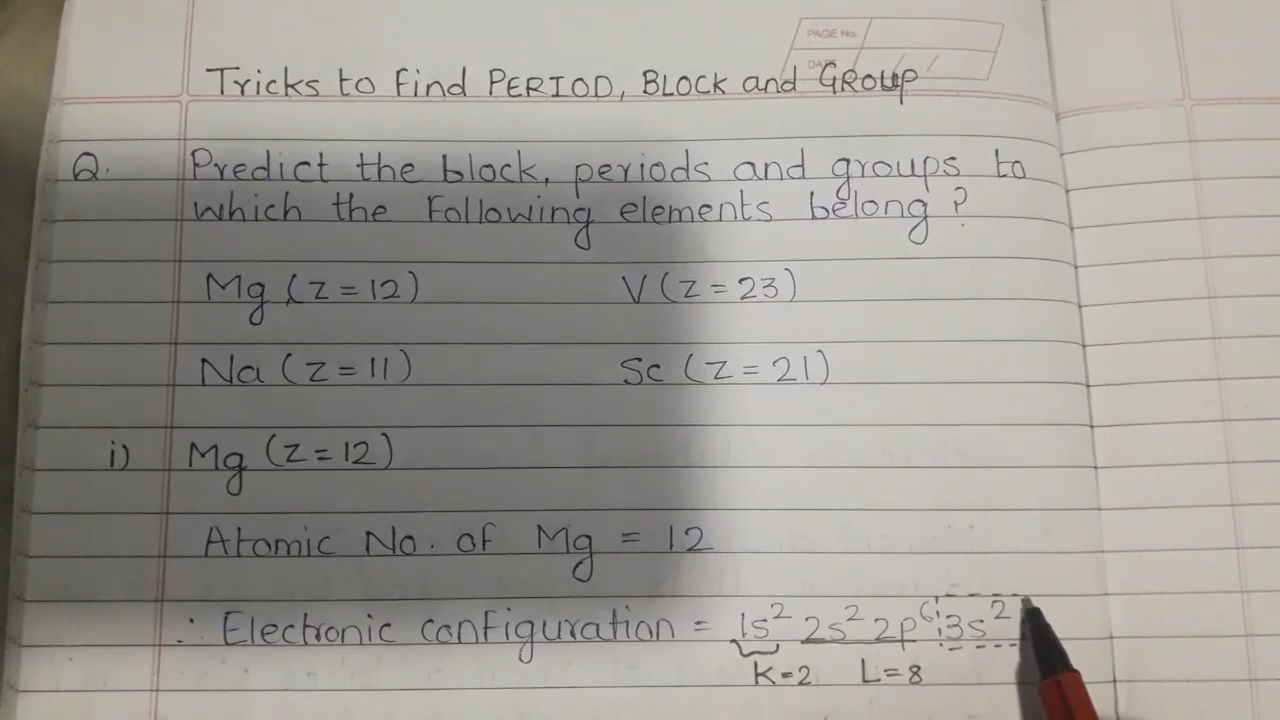 PAGE No.
DATE / /
Tricks to find PERIOD, BLOCK and GROUP
Q. Predict the block, periods and groups to
which the following elements belong?
Mg (Z=12) V(Z=23)
Na (Z=11) Sc (Z=21)
i) Mg (Z=12)
Atomic No. of Mg = 12
∴ Electronic configuration = 1s² 2s² 2p⁶ 3s²
K=2 L=8